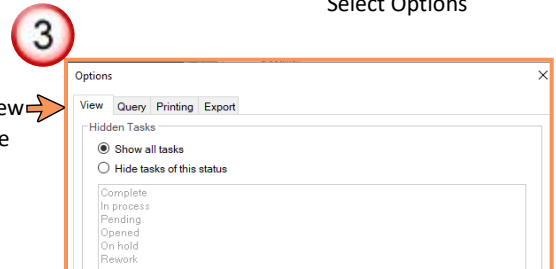 Select Options
3
Options
ew
View Query Printing Export
e
Hidden Tasks
Show all tasks
Hide tasks of this status
Complete
In process
Pending
Opened
On hold
Rework